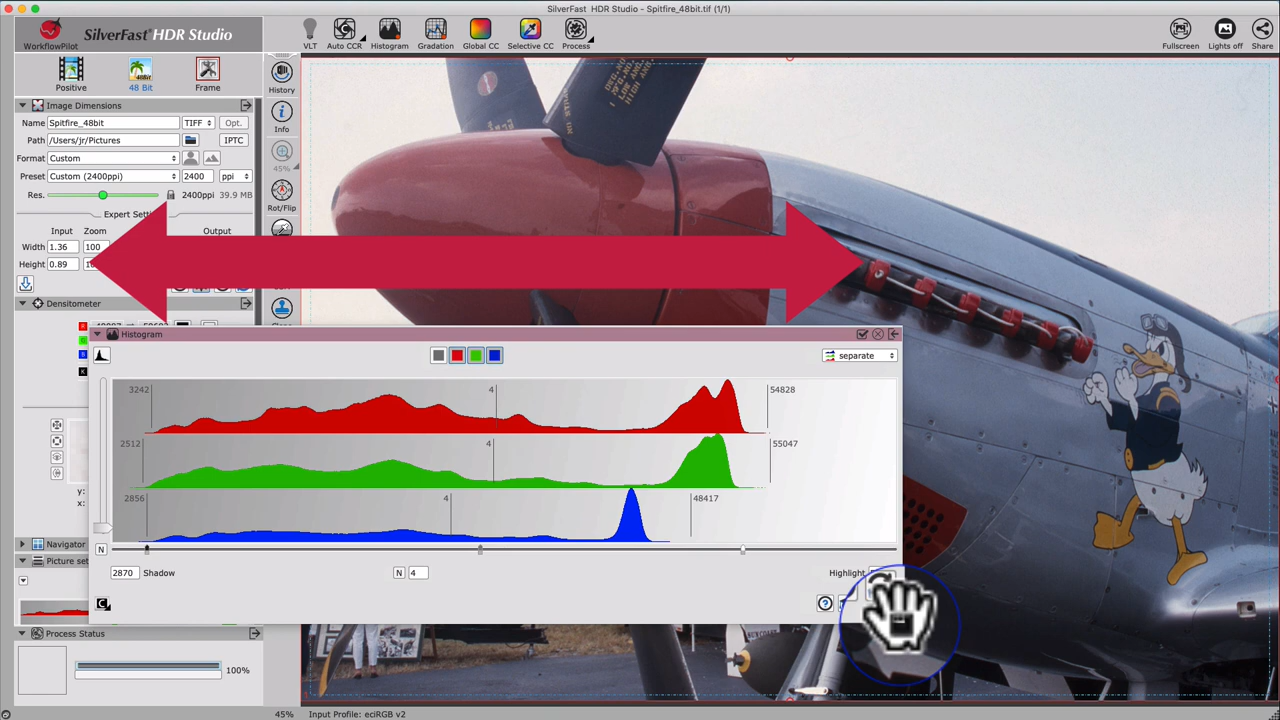 SilverFast HDR Studio - Spitfire_48bit.tif (1/1)
WorkflowPilot
SilverFast® HDR Studio
VLT
Auto CCR
Histogram
Gradation
Global CC
Selective CC
Process
Fullscreen
Lights off
Share
Positive
48Bit
48 Bit
Frame
History
Info
45%
Rot/Flip
Image Dimensions
Name Spitfire_48bit TIFF Opt.
Path /Users/jr/Pictures IPTC
Format Custom
Preset Custom (2400ppi) 2400 ppi
Res. 2400ppi 39.9 MB
Input Zoom Output
Width 1.36 100
Height 0.89
Densitometer
R
B
K
Histogram
separate
3242 4 54828
2512 4 55047
2856 4 48417
N
2870 Shadow N 4 Highlight
C
?
y:
x:
Navigator
Process Status
100%
45% Input Profile: eciRGB v2